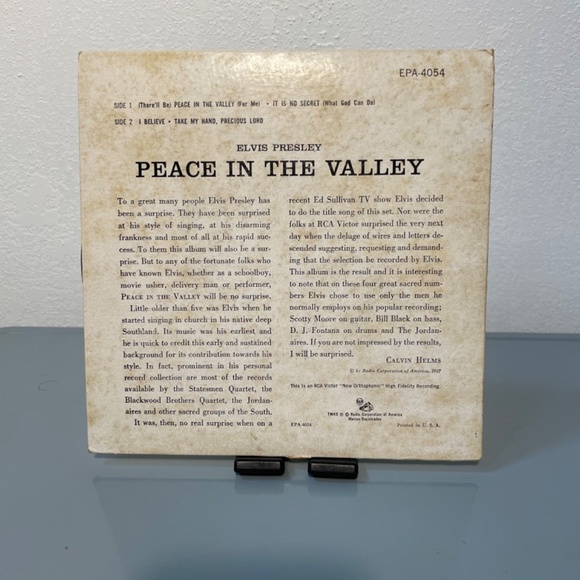 EPA-4054
SIDE 1 (There'll Be) PEACE IN THE VALLEY (For Me) • IT IS NO SECRET (What God Can Do)
SIDE 2 I BELIEVE • TAKE MY HAND, PRECIOUS LORD
ELVIS PRESLEY
PEACE IN THE VALLEY
To a great many people Elvis Presley has
been a surprise. They have been surprised
at his style of singing, at his disarming
frankness and most of all at his rapid suc-
cess. To them this album will also be a sur-
prise. But to any of the fortunate folks who
have known Elvis, whether as a schoolboy,
movie usher, delivery man or performer,
PEACE IN THE VALLEY will be no surprise.
Little older than five was Elvis when he
started singing in church in his native deep
Southland. Its music was his earliest and
he is quick to credit this early and sustained
background for its contribution towards his
style. In fact, prominent in his personal
record collection are most of the records
available by the Statesmen Quartet, the
Blackwood Brothers Quartet, the Jordan-
aires and other sacred groups of the South.
It was, then, no real surprise when on a
recent Ed Sullivan TV show Elvis decided
to do the title song of this set. Nor were the
folks at RCA Victor surprised the very next
day when the deluge of wires and letters de-
scended suggesting, requesting and demand-
ing that the selection be recorded by Elvis.
This album is the result and it is interesting
to note that on these four great sacred num-
bers Elvis chose to use only the men he
normally employs on his popular recording;
Scotty Moore on guitar, Bill Black on bass,
D. J. Fontana on drums and The Jordan-
aires. If you are not impressed by the results,
I will be surprised.
CALVIN HELMS
© by Radio Corporation of America, 1957
This is an RCA Victor "New Orthophonic" High Fidelity Recording.
TMKS ® © Radio Corporation of America
Marcas Registradas
EPA-4054
Printed in U. S. A.